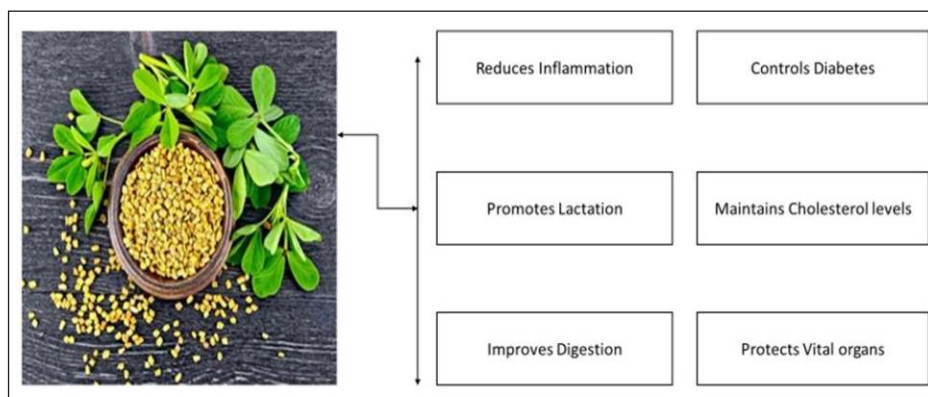 Reduces Inflammation
Controls Diabetes
Promotes Lactation
Maintains Cholesterol levels
Improves Digestion
Protects Vital organs